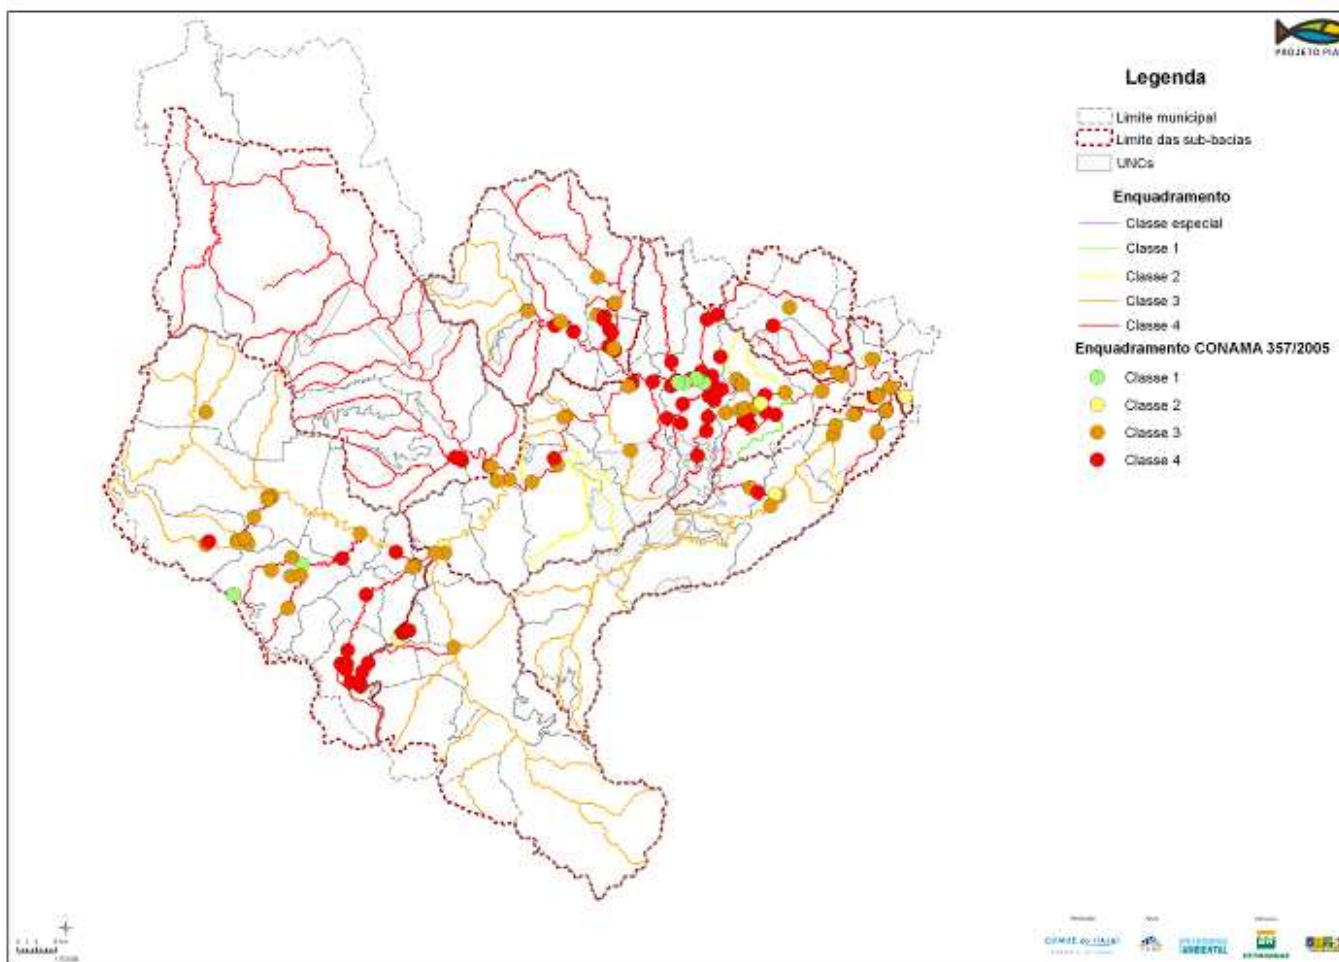 PROJETO PIA
Legenda
Limite municipal
Limite das sub-bacias
UNCs
Enquadramento
Classe especial
Classe 1
Classe 2
Classe 3
Classe 4
Enquadramento CONAMA 357/2005
Classe 1
Classe 2
Classe 3
Classe 4
AMBIENTAL